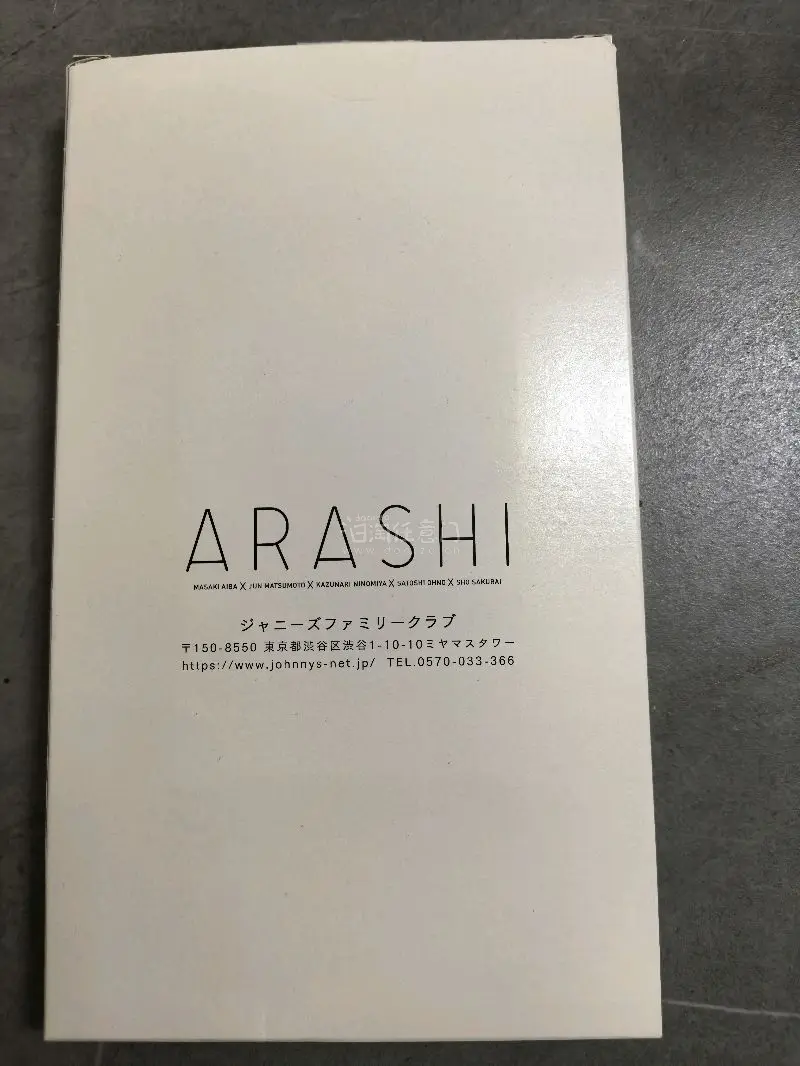 ARASHI
MASAKI AIBA X JUN MATSUMOTO X KAZUNARI NINOMIYA X SATOSHI OHNO X SHO SAKURAI
ジャニーズファミリークラブ
〒150-8550 東京都渋谷区渋谷1-10-10ミヤマスタワー
https://www.johnnys-net.jp/ TEL.0570-033-366